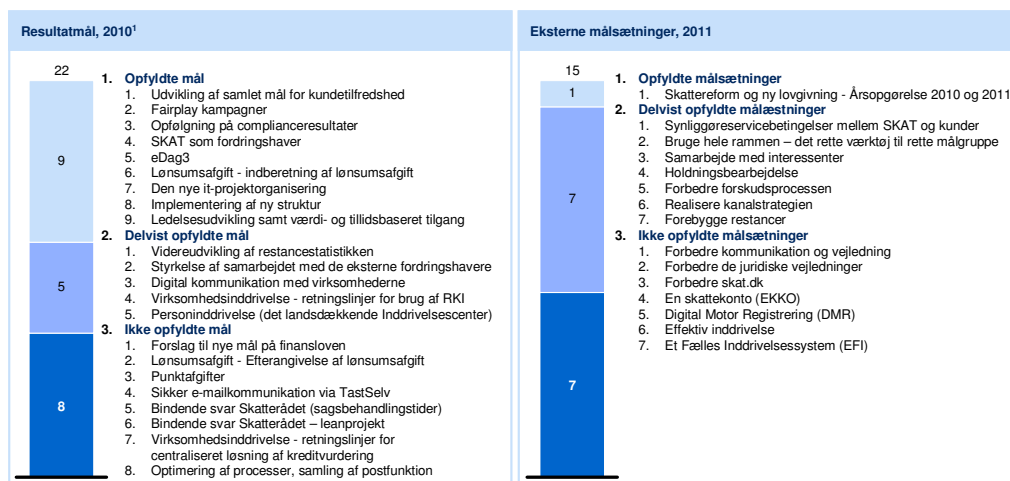 Resultatmål, 2010¹
22
9
5
8
1. Opfyldte mål
1. Udvikling af samlet mål for kundetilfredshed
2. Fairplay kampagner
3. Opfølgning på complianceresultater
4. SKAT som fordringshaver
5. eDag3
6. Lønsumsafgift - indberetning af lønsumsafgift
7. Den nye it-projektorganisering
8. Implementering af ny struktur
9. Ledelsesudvikling samt værdi- og tillidsbaseret tilgang
2. Delvist opfyldte mål
1. Videreudvikling af restancestatistikken
2. Styrkelse af samarbejdet med de eksterne fordringshavere
3. Digital kommunikation med virksomhederne
4. Virksomhedsinddrivelse - retningslinjer for brug af RKI
5. Personinddrivelse (det landsdækkende Inddrivelsescenter)
3. Ikke opfyldte mål
1. Forslag til nye mål på finansloven
2. Lønsumsafgift - Efterangivelse af lønsumsafgift
3. Punktafgifter
4. Sikker e-mailkommunikation via TastSelv
5. Bindende svar Skatterådet (sagsbehandlingstider)
6. Bindende svar Skatterådet – leanprojekt
7. Virksomhedsinddrivelse - retningslinjer for
centraliseret løsning af kreditvurdering
8. Optimering af processer, samling af postfunktion
Eksterne målsætninger, 2011
15
1
7
7
1. Opfyldte målsætninger
1. Skattereform og ny lovgivning - Årsopgørelse 2010 og 2011
2. Delvist opfyldte målæstninger
1. Synliggøreservicebetingelser mellem SKAT og kunder
2. Bruge hele rammen – det rette værktøj til rette målgruppe
3. Samarbejde med interessenter
4. Holdningsbearbejdelse
5. Forbedre forskudsprocessen
6. Realisere kanalstrategien
7. Forebygge restancer
3. Ikke opfyldte målsætninger
1. Forbedre kommunikation og vejledning
2. Forbedre de juridiske vejledninger
3. Forbedre skat.dk
4. En skattekonto (EKKO)
5. Digital Motor Registrering (DMR)
6. Effektiv inddrivelse
7. Et Fælles Inddrivelsessystem (EFI)